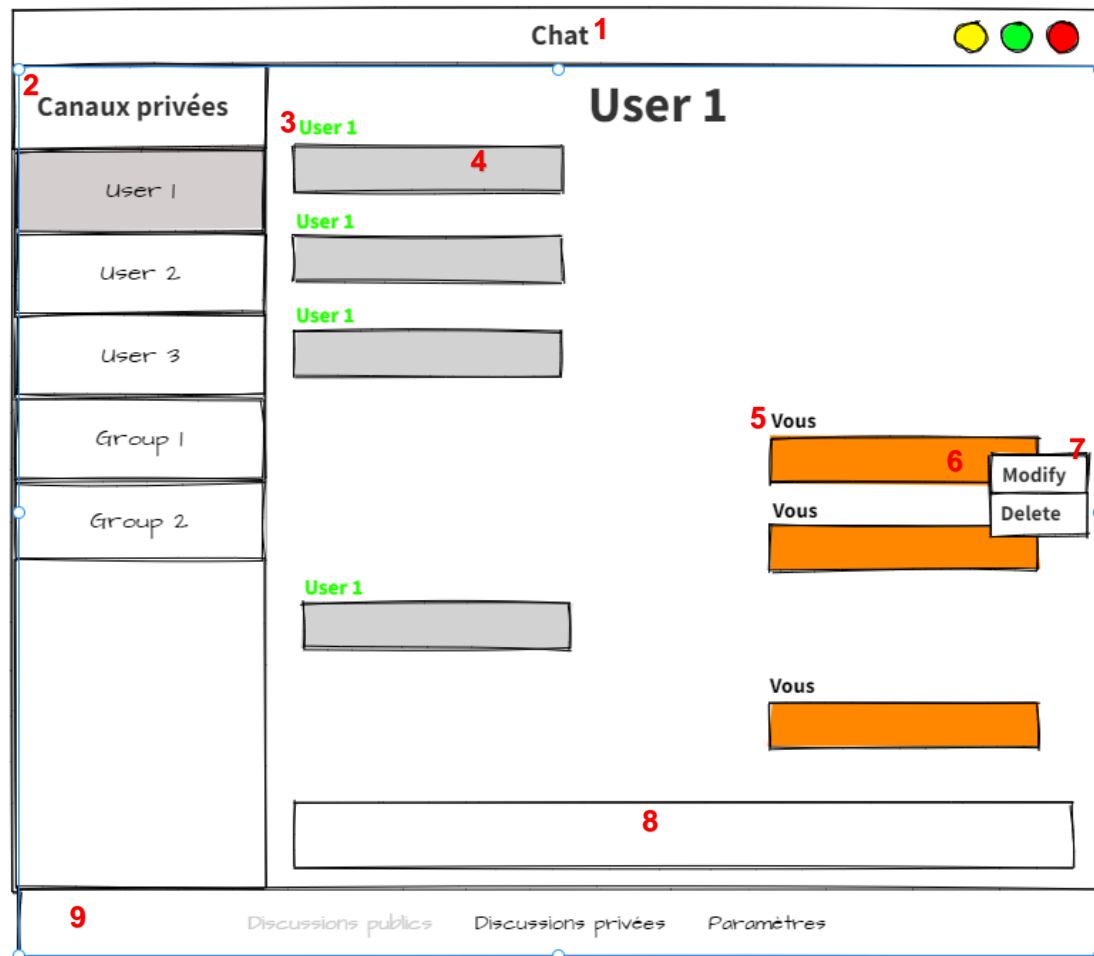 Chat 1
2
Canaux privées
User 1
User 2
User 3
Group 1
Group 2
User 1
3 User 1
4
User 1
User 1
5 Vous
6
7
Modify
Delete
Vous
User 1
Vous
8
9
Discussions publics Discussions privées Paramètres